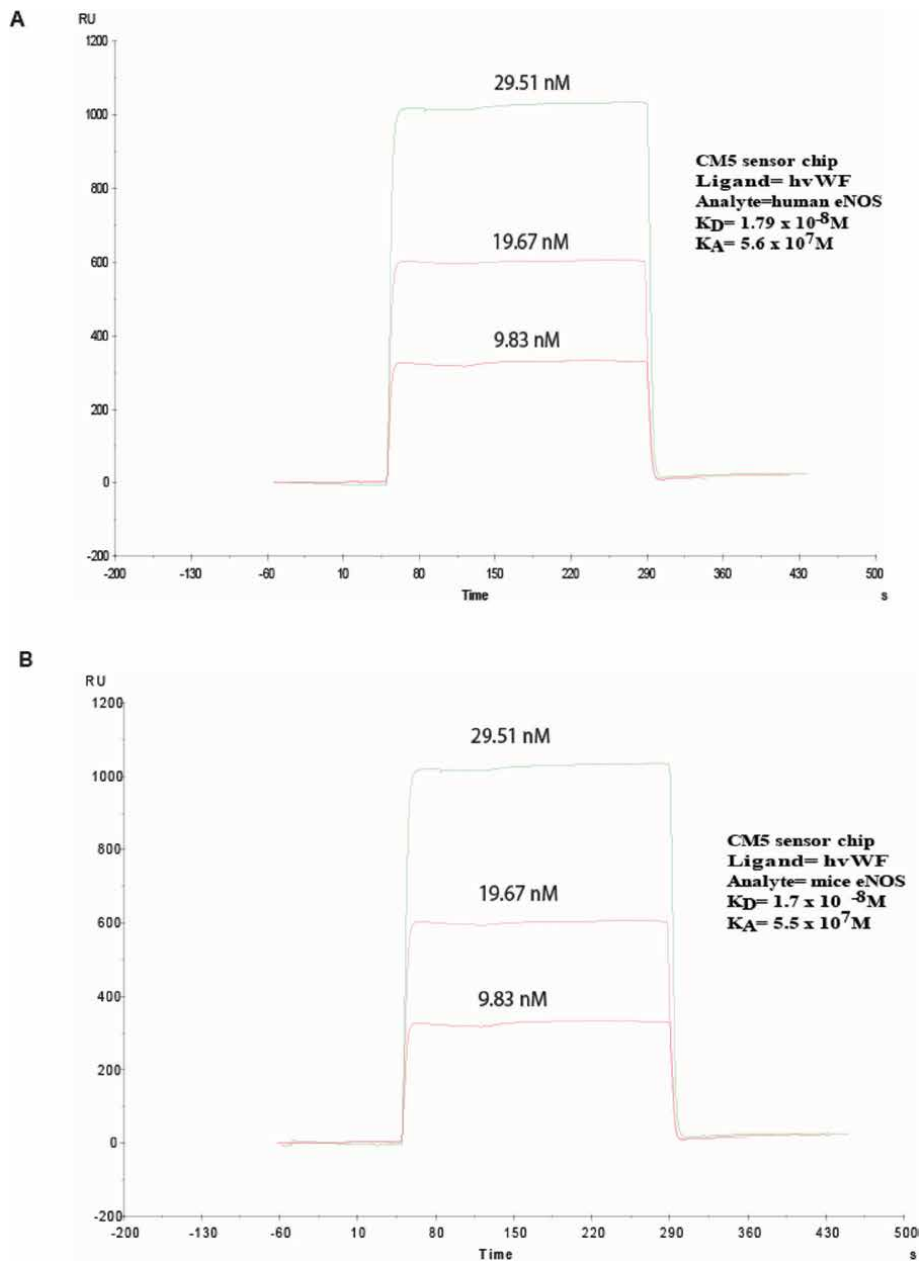 A
RU
1200
29.51 nM
1000
CM5 sensor chip
Ligand= hvWF
800
Analyte=human eNOS
KD= 1.79 x 10-8M
19.67 nM
KA= 5.6 x 107M
600
9.83 nM
400
200
0
-200
-200 -130 -60 10 80 150 220 290 360 430 500
Time s
B
RU
1200
29.51 nM
1000
CM5 sensor chip
800
Ligand= hvWF
Analyte= mice eNOS
19.67 nM
KD= 1.7 x 10 -8M
600
KA= 5.5 x 107M
9.83 nM
400
200
0
-200
-200 -130 -60 10 80 150 220 290 360 430 500
Time s